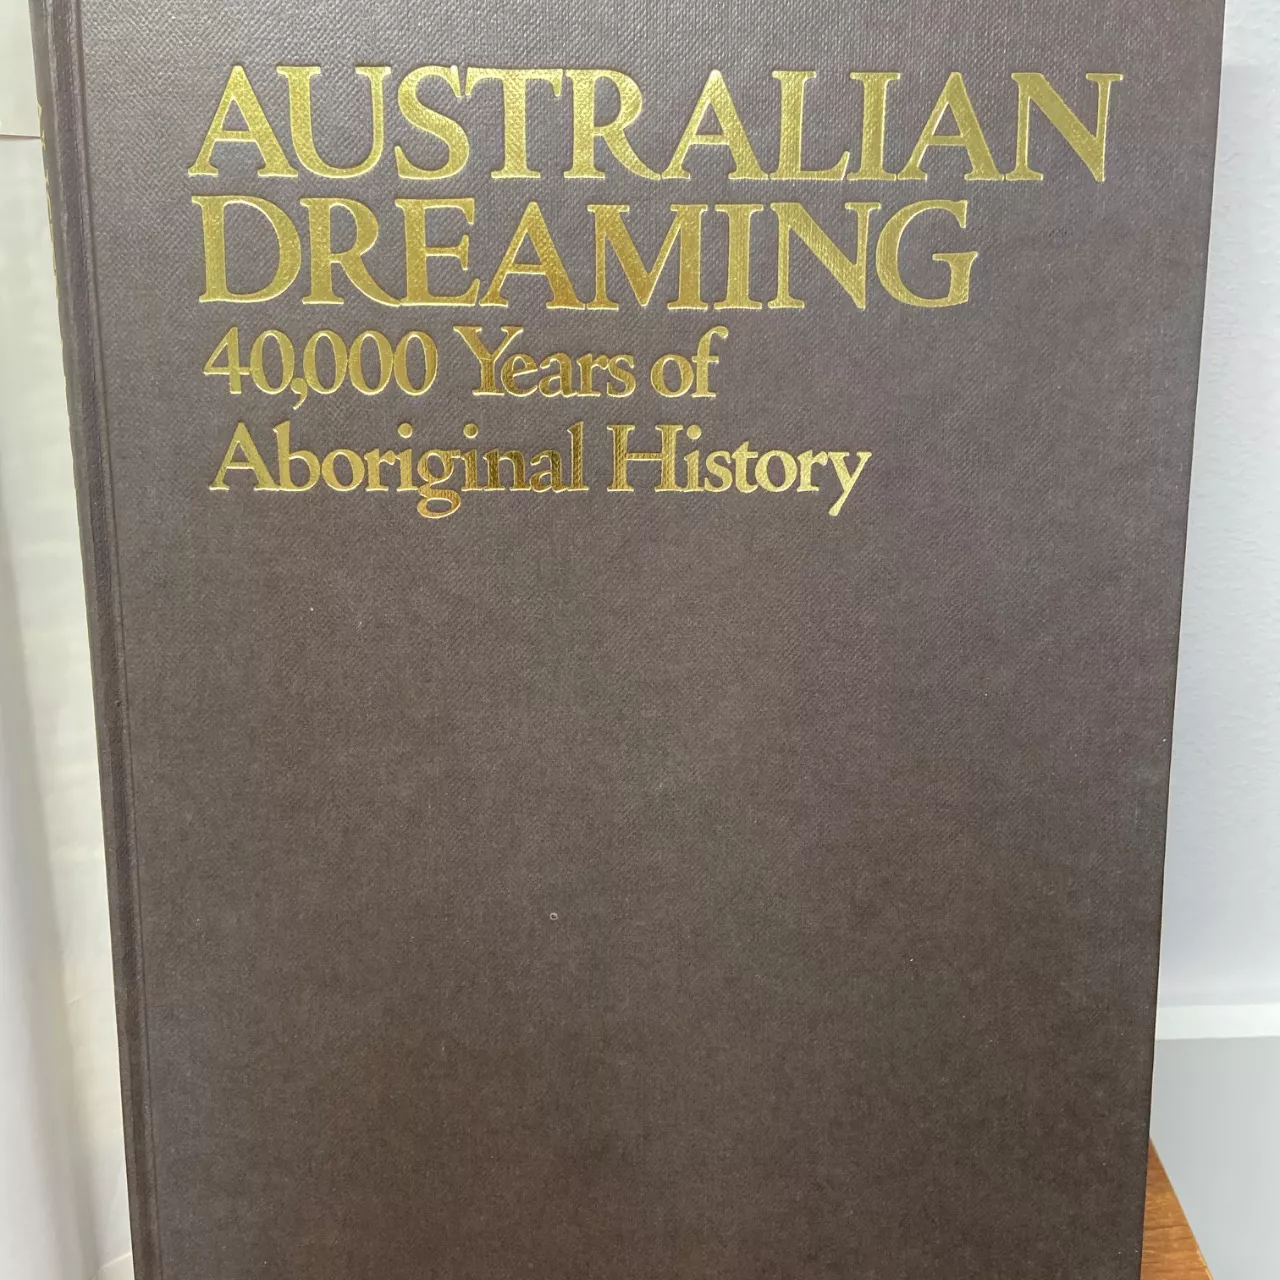 AUSTRALIAN
DREAMING
40,000 Years of
Aboriginal History